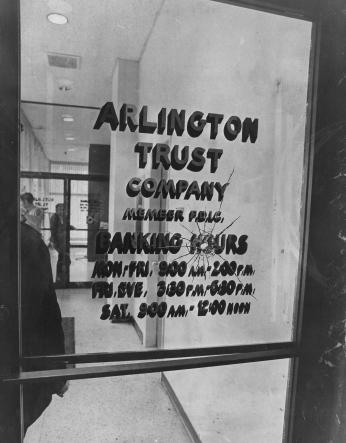 ARLINGTON
TRUST
COMPANY
MEMBER F.D.I.C.
BANKING HOURS
MON.-FRI. 9:00 A.M.-2:00 P.M.
FRI. EVE. 3:30 P.M.-6:30 P.M.
SAT. 9:00 A.M.-12:00 NOON